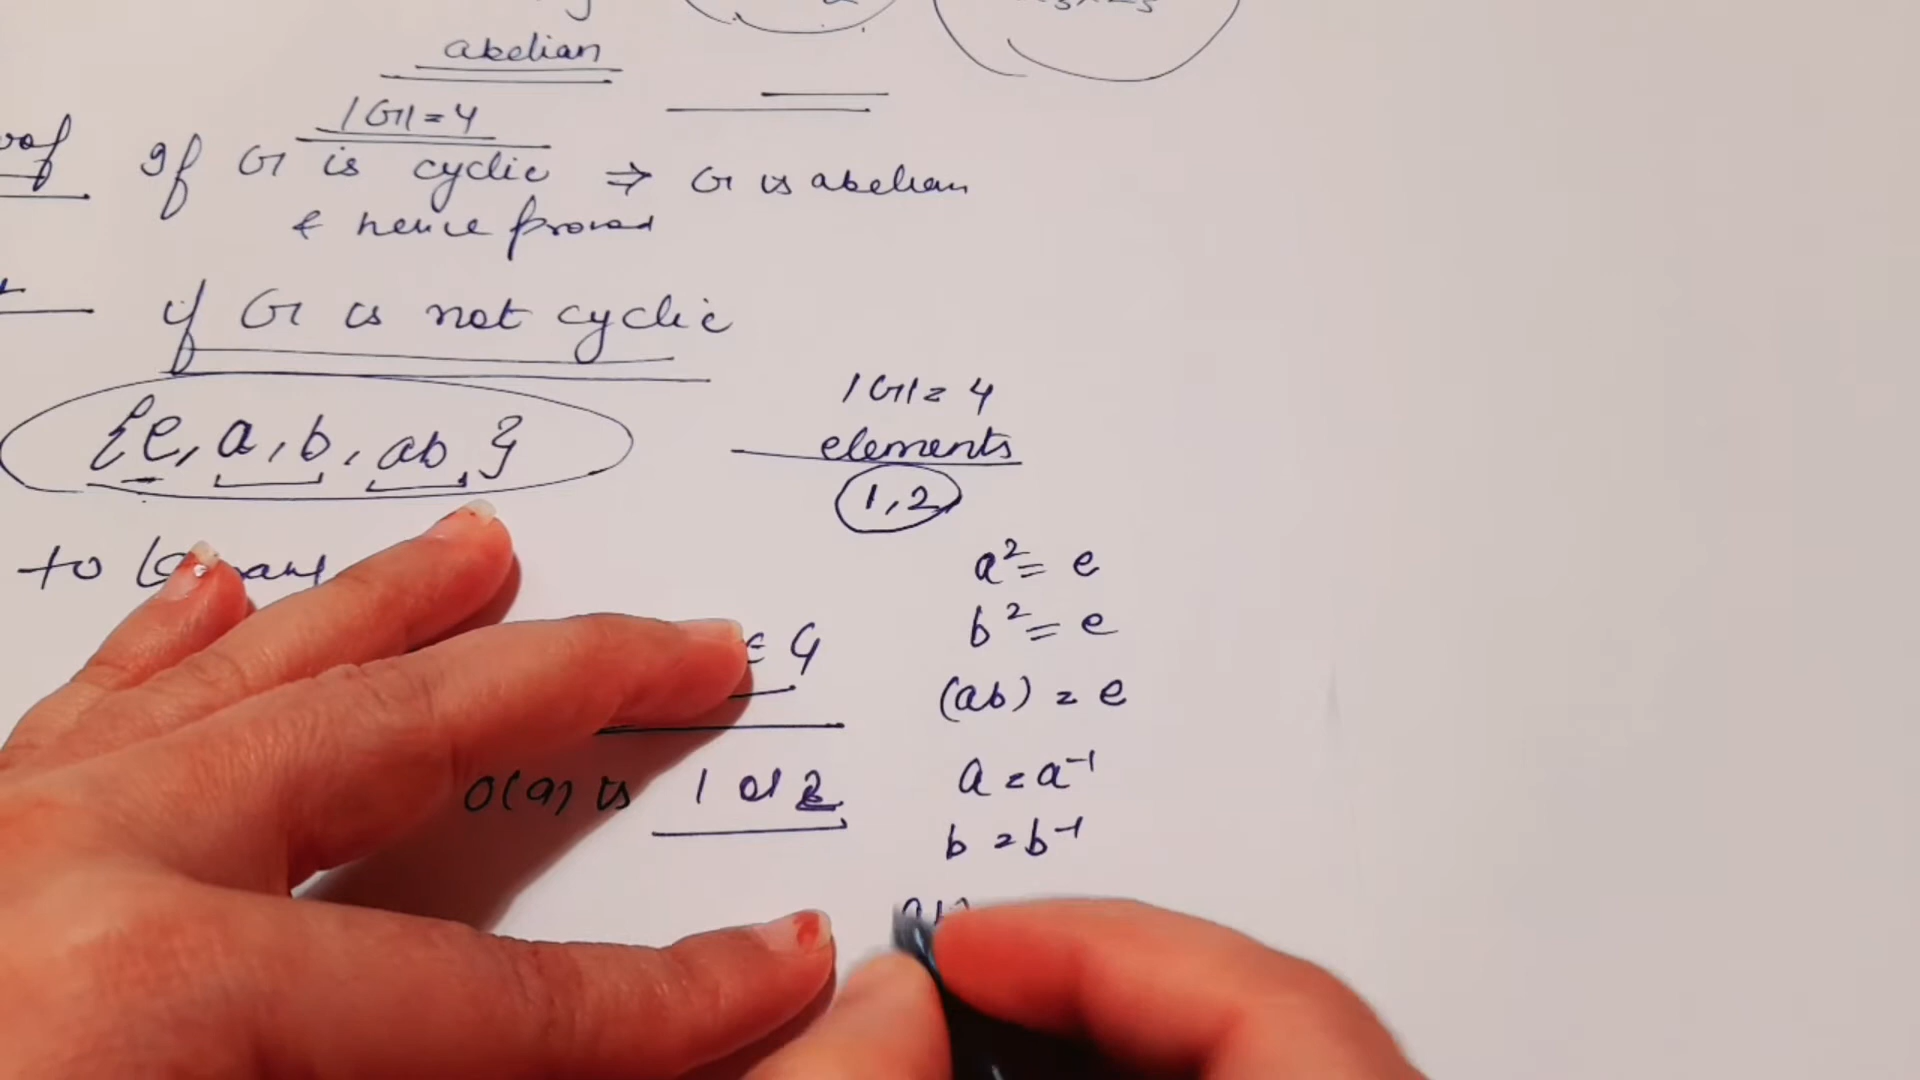 abelian
|G|=4
If G is cyclic ⇒ G is abelian
& hence proved
if G is not cyclic
{e, a, b, ab}
|G|= 4
elements
1,2
to
a²= e
b²= e
∈ G
(ab) = e
a = a⁻¹
o(a) is 1 or 2
b = b⁻¹